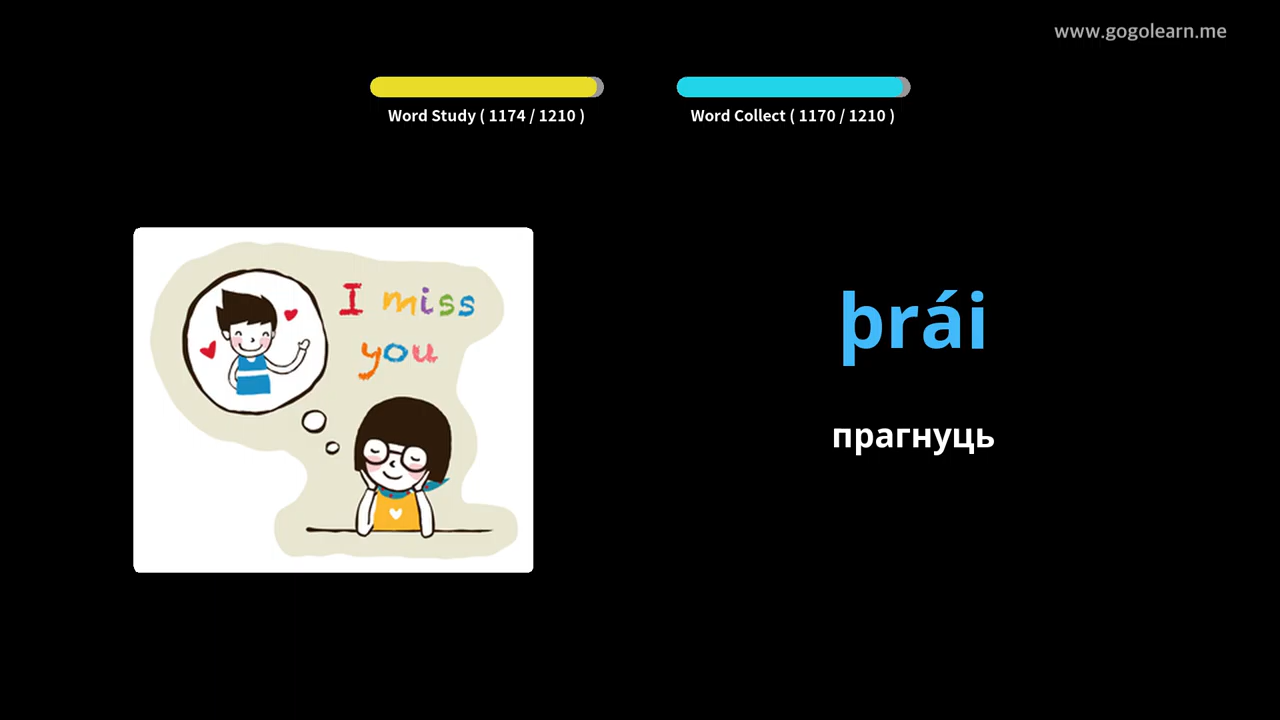 www.gogolearn.me
Word Study ( 1174 / 1210 )
Word Collect ( 1170 / 1210 )
I miss
you
þrái
прагнуць